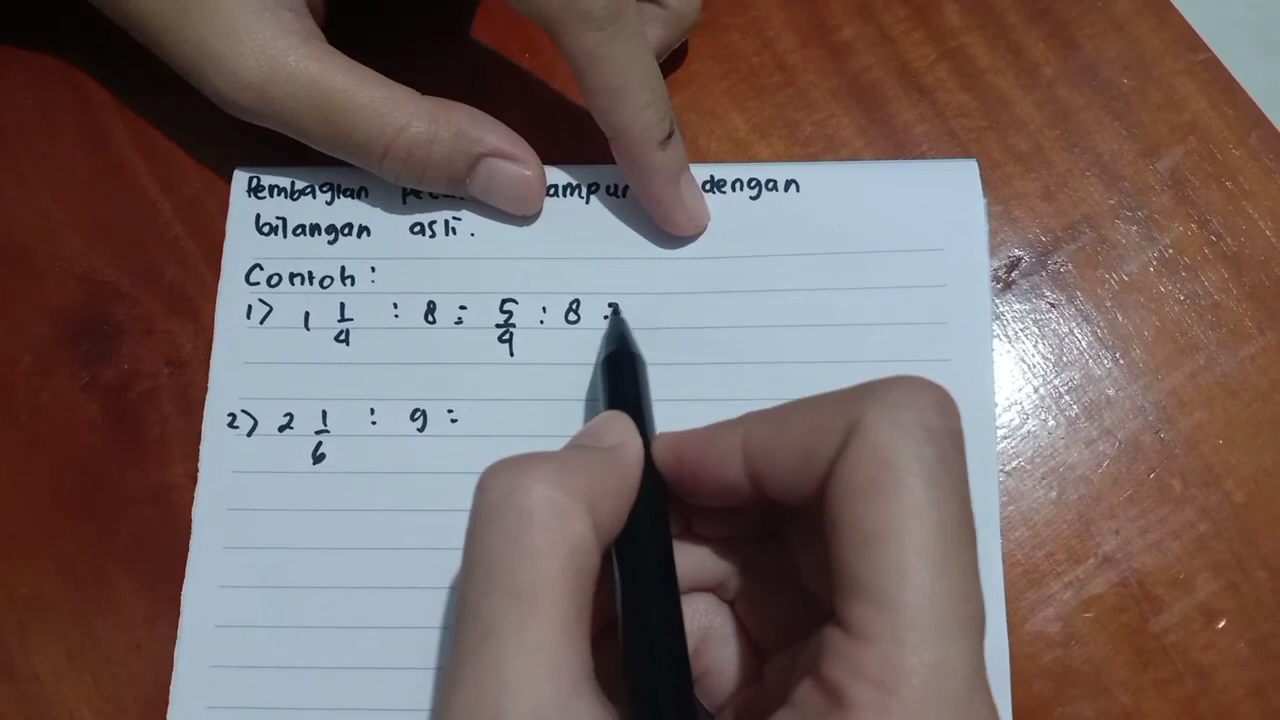 Pembagian dengan
bilangan asli.
Contoh:
1) 1 1/4 : 8 = 5/4 : 8 =
2) 2 1/6 : 9 =